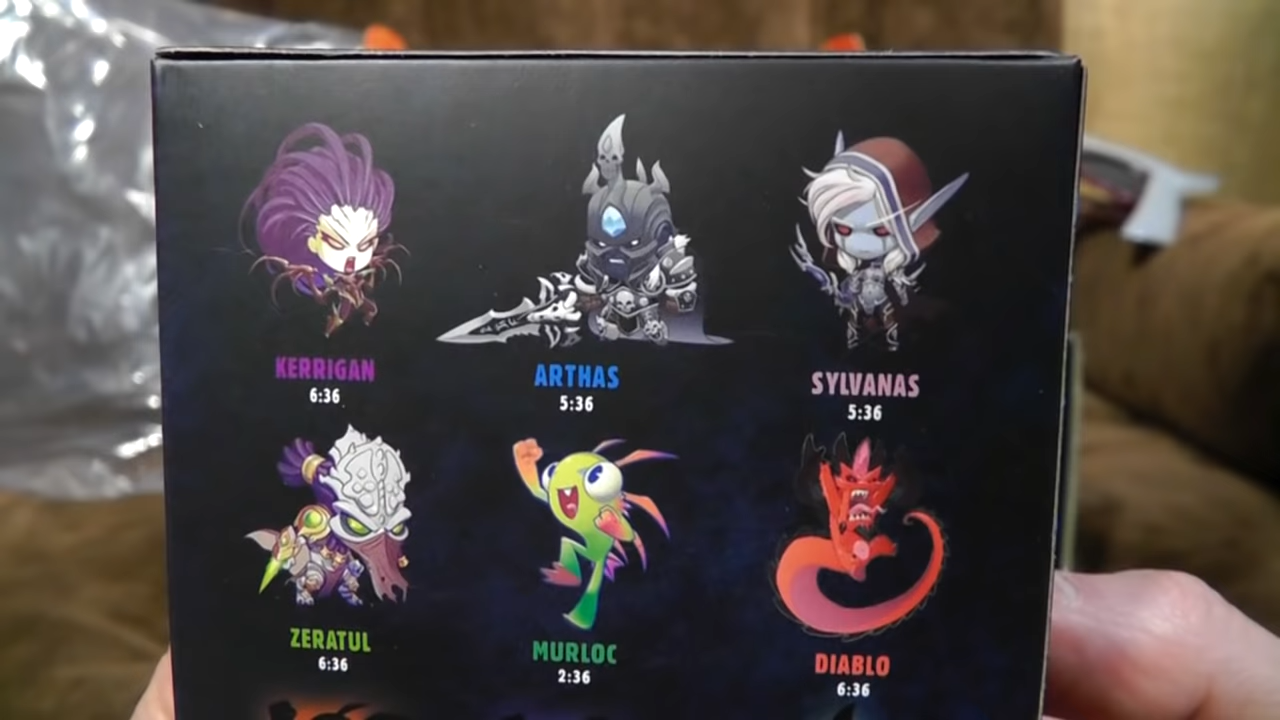 KERRIGAN
6:36
ARTHAS
5:36
SYLVANAS
5:36
ZERATUL
6:36
MURLOC
2:36
DIABLO
6:36